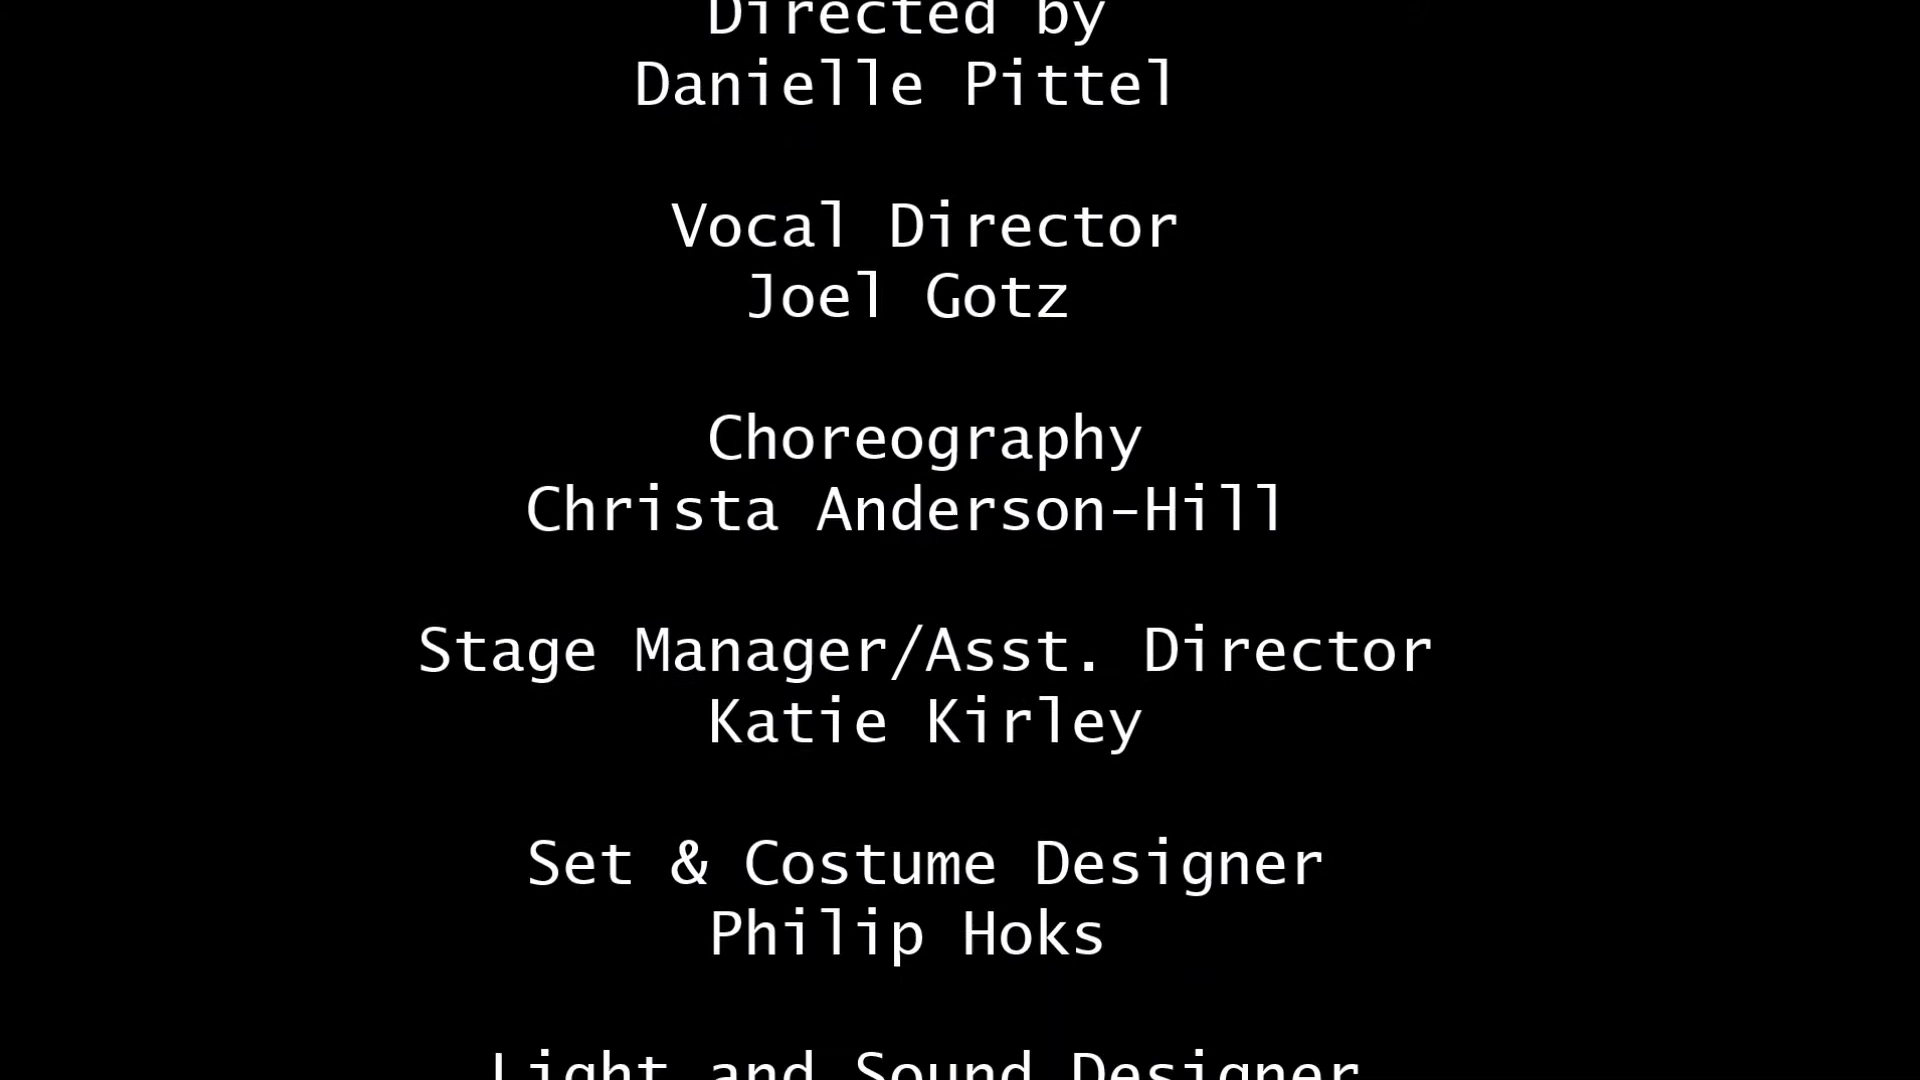 Directed by
Danielle Pittel
Vocal Director
Joel Gotz
Choreography
Christa Anderson-Hill
Stage Manager/Asst. Director
Katie Kirley
Set & Costume Designer
Philip Hoks
Light and Sound Designer